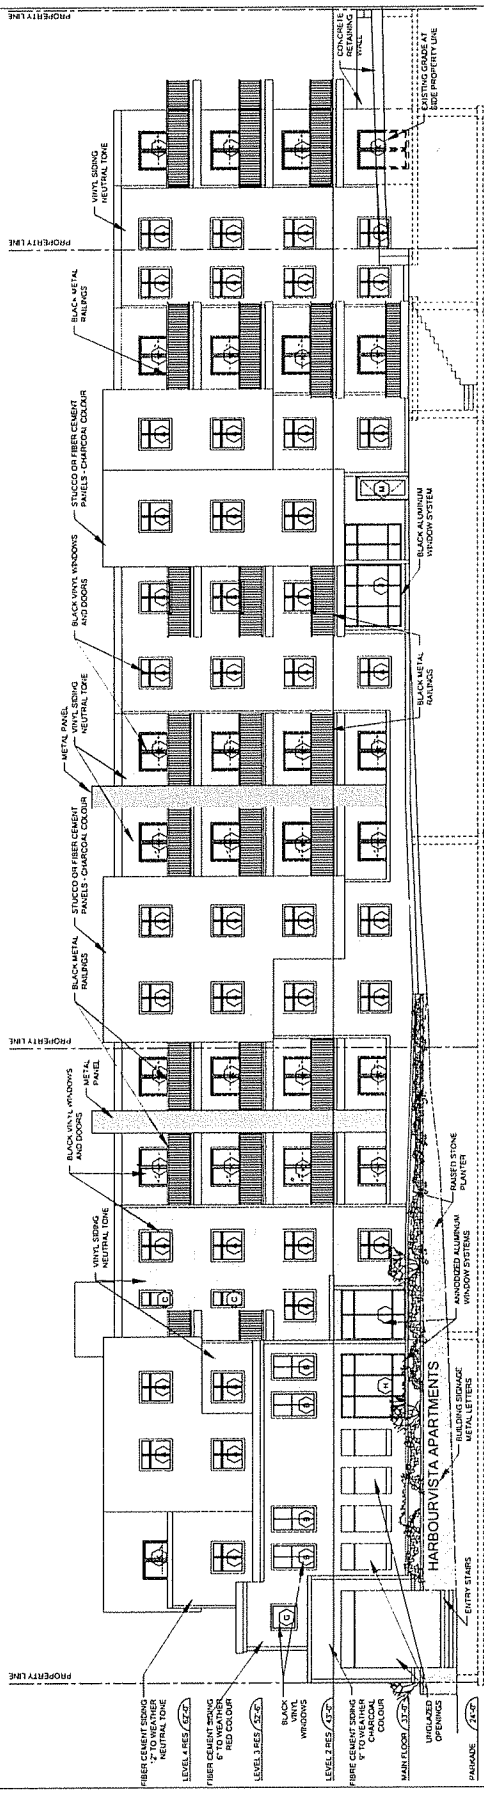 PROPERTY LINE
PROPERTY LINE
PROPERTY LINE
PROPERTY LINE
FIBER CEMENT SIDING
12" TO WEATHER
NEUTRAL TONE
LEVEL 4 RES
FIBER CEMENT SIDING
6" TO WEATHER
RED COLOUR
LEVEL 3 RES
BLACK
VINYL
WINDOWS
LEVEL 2 RES
FIBRE CEMENT SIDING
9" TO WEATHER
CHARCOAL
COLOUR
MAIN FLOOR
UNGLAZED
OPENINGS
PARKADE 24'-0"
VINYL SIDING
NEUTRAL TONE
BLACK VINYL WINDOWS
AND DOORS
METAL
PANEL
BLACK METAL
RAILINGS
STUCCO OR FIBER CEMENT
PANELS - CHARCOAL COLOUR
METAL PANEL
VINYL SIDING
NEUTRAL TONE
BLACK VINYL WINDOWS
AND DOORS
STUCCO OR FIBER CEMENT
PANELS - CHARCOAL COLOUR
BLACK METAL
RAILINGS
VINYL SIDING
NEUTRAL TONE
CONCRETE
RETAINING
WALL
EXISTING GRADE AT
SIDE PROPERTY LINE
BLACK ALUMINUM
WINDOW SYSTEM
BLACK METAL
RAILINGS
RAISED STONE
PLANTER
ANNODIZED ALUMINUM
WINDOW SYSTEMS
HARBOURVISTA APARTMENTS
BUILDING SIGNAGE
METAL LETTERS
ENTRY STAIRS